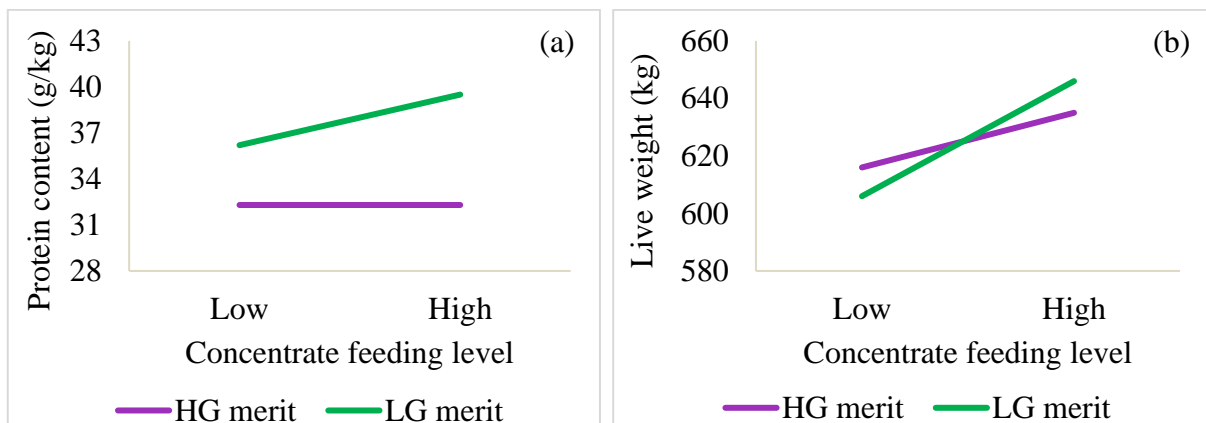 Protein content (g/kg)
43
40
37
34
31
28
(a)
Low High
Concentrate feeding level
HG merit LG merit
Live weight (kg)
660
640
620
600
580
(b)
Low High
Concentrate feeding level
HG merit LG merit